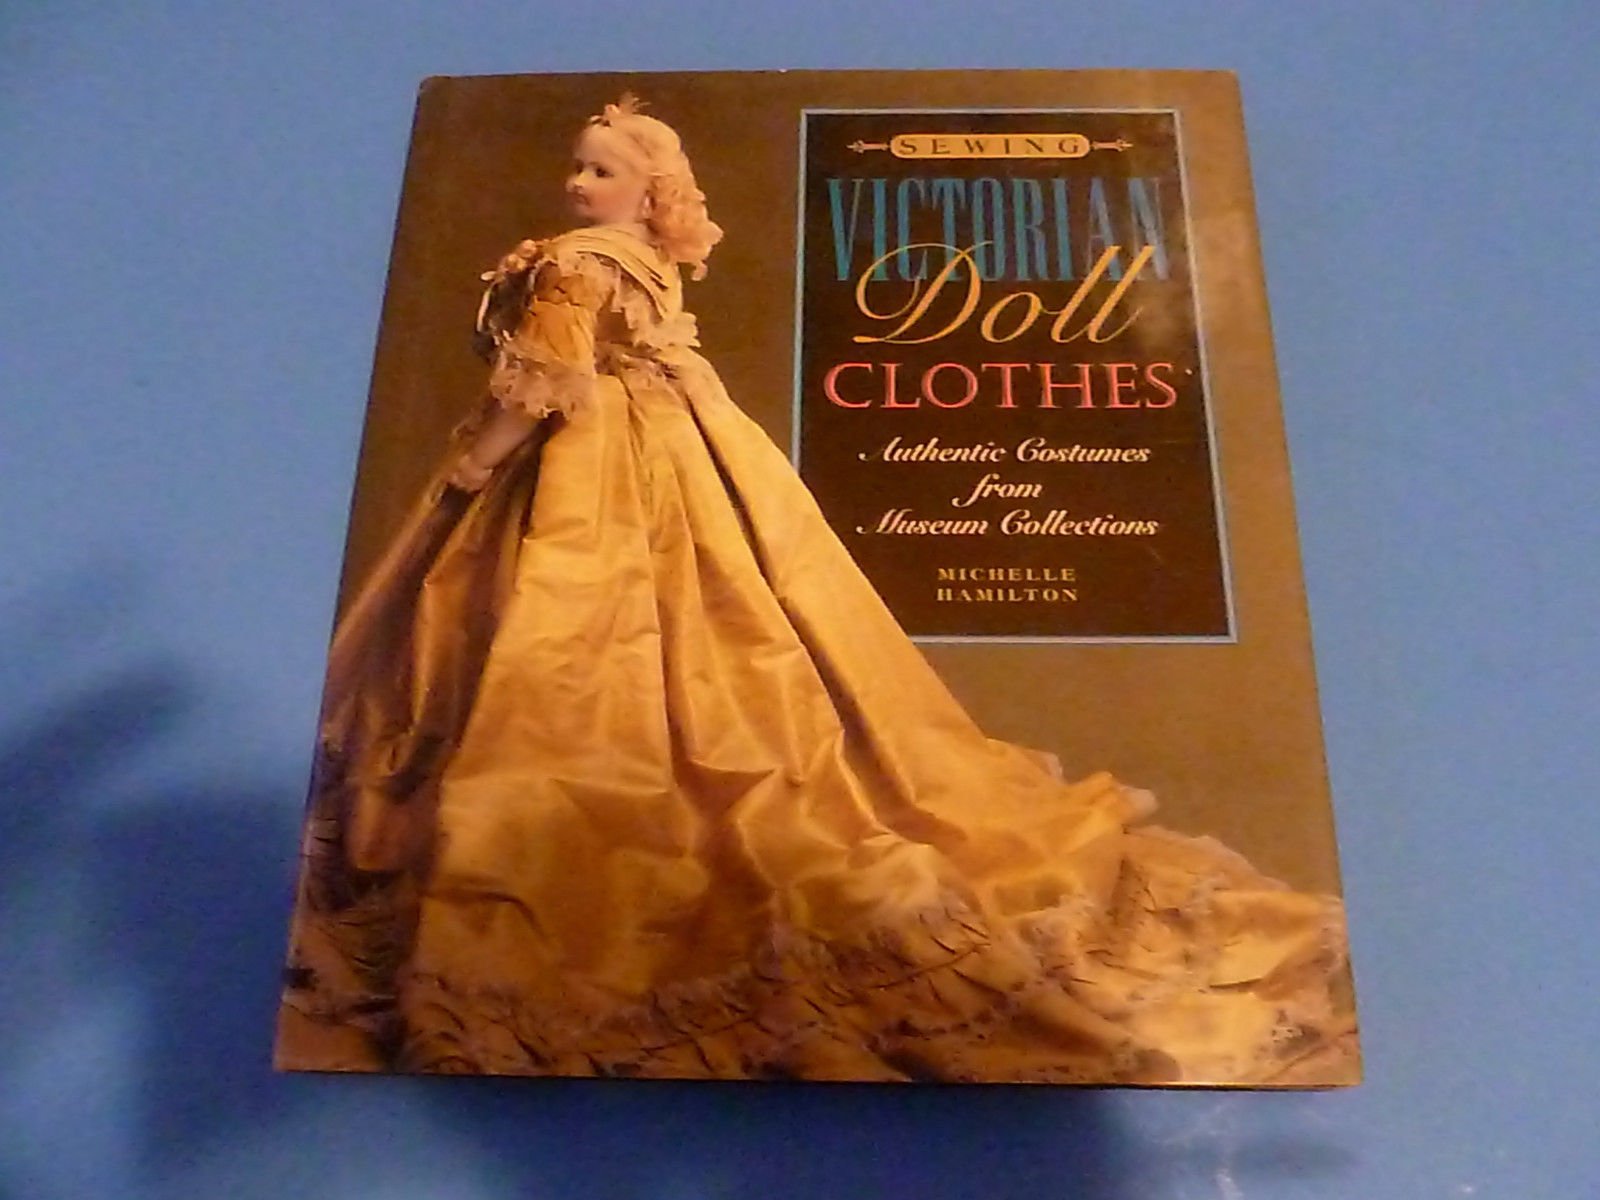 SEWING
VICTORIAN
Doll
CLOTHES
Authentic Costumes
from
Museum Collections
MICHELLE
HAMILTON